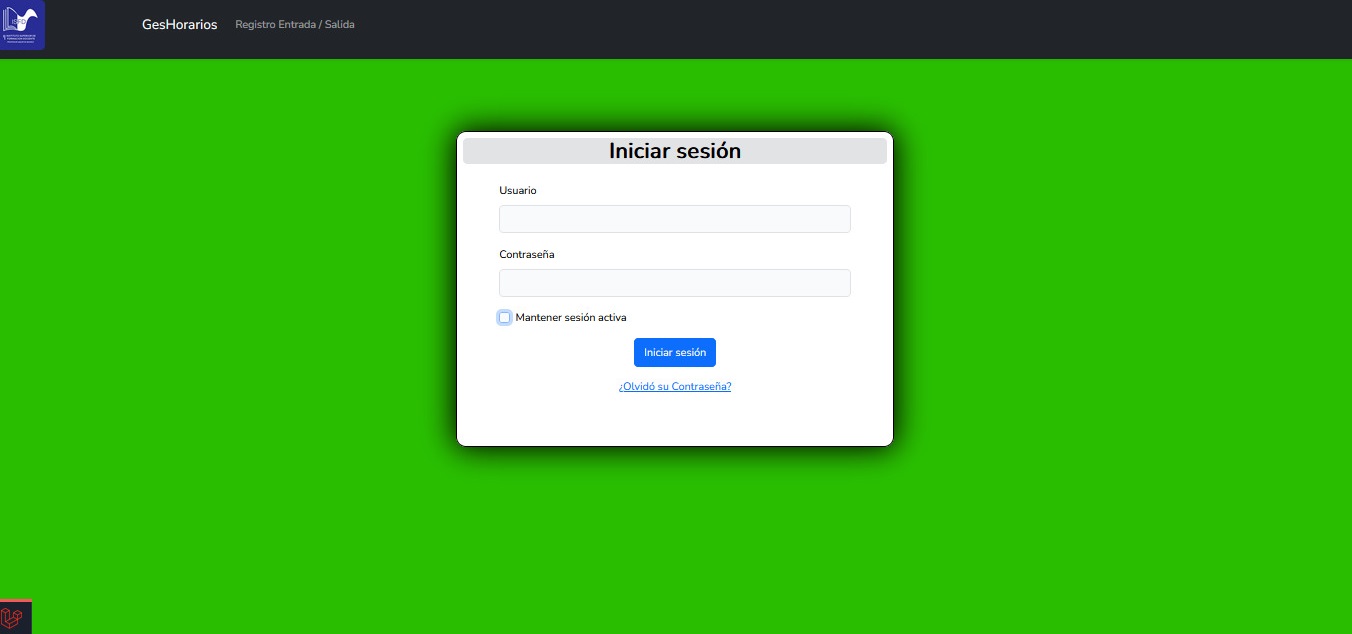 GesHorarios Registro Entrada / Salida
Iniciar sesión
Usuario
Contraseña
Mantener sesión activa
Iniciar sesión
¿Olvidó su Contraseña?